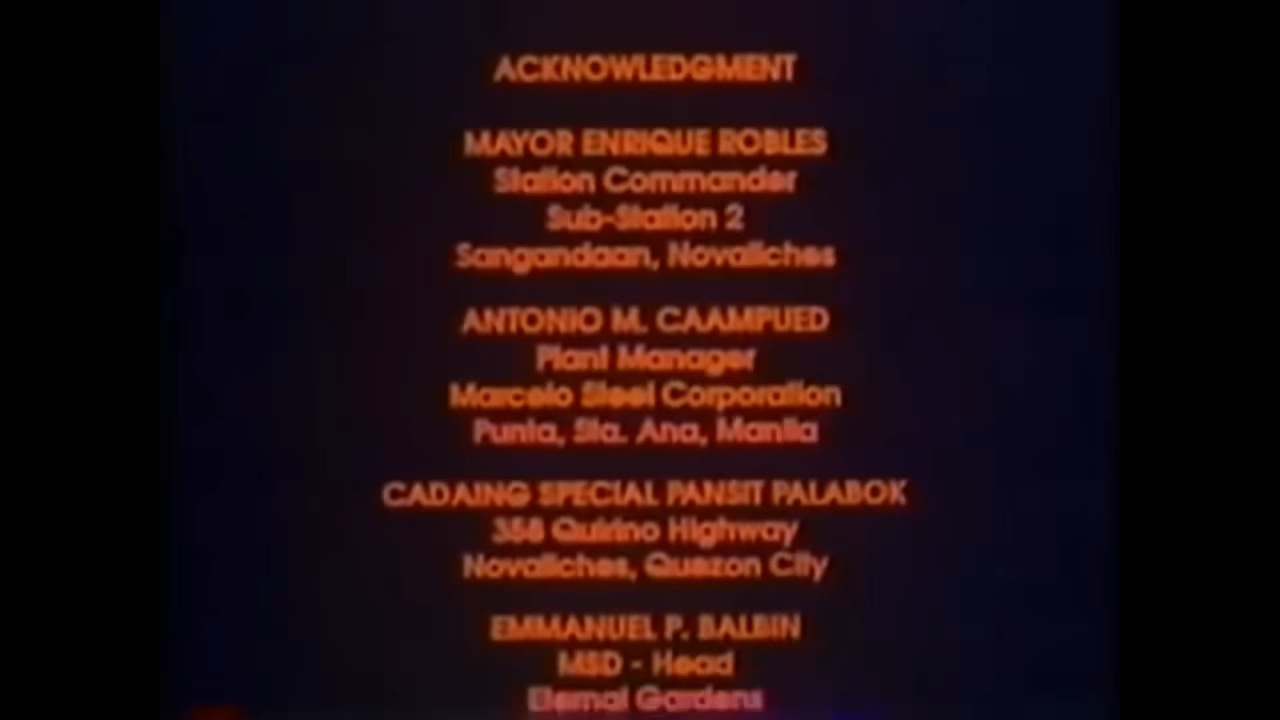 ACKNOWLEDGMENT
MAYOR ENRIQUE ROBLES
Station Commander
Sub-Station 2
Sangandaan, Novaliches
ANTONIO M. CAAMPUED
Plant Manager
Marcelo Steel Corporation
Punta, Sta. Ana, Manila
CADAING SPECIAL PANSIT PALABOK
358 Quirino Highway
Novaliches, Quezon City
EMMANUEL P. BALBIN
MSD - Head
Eternal Gardens